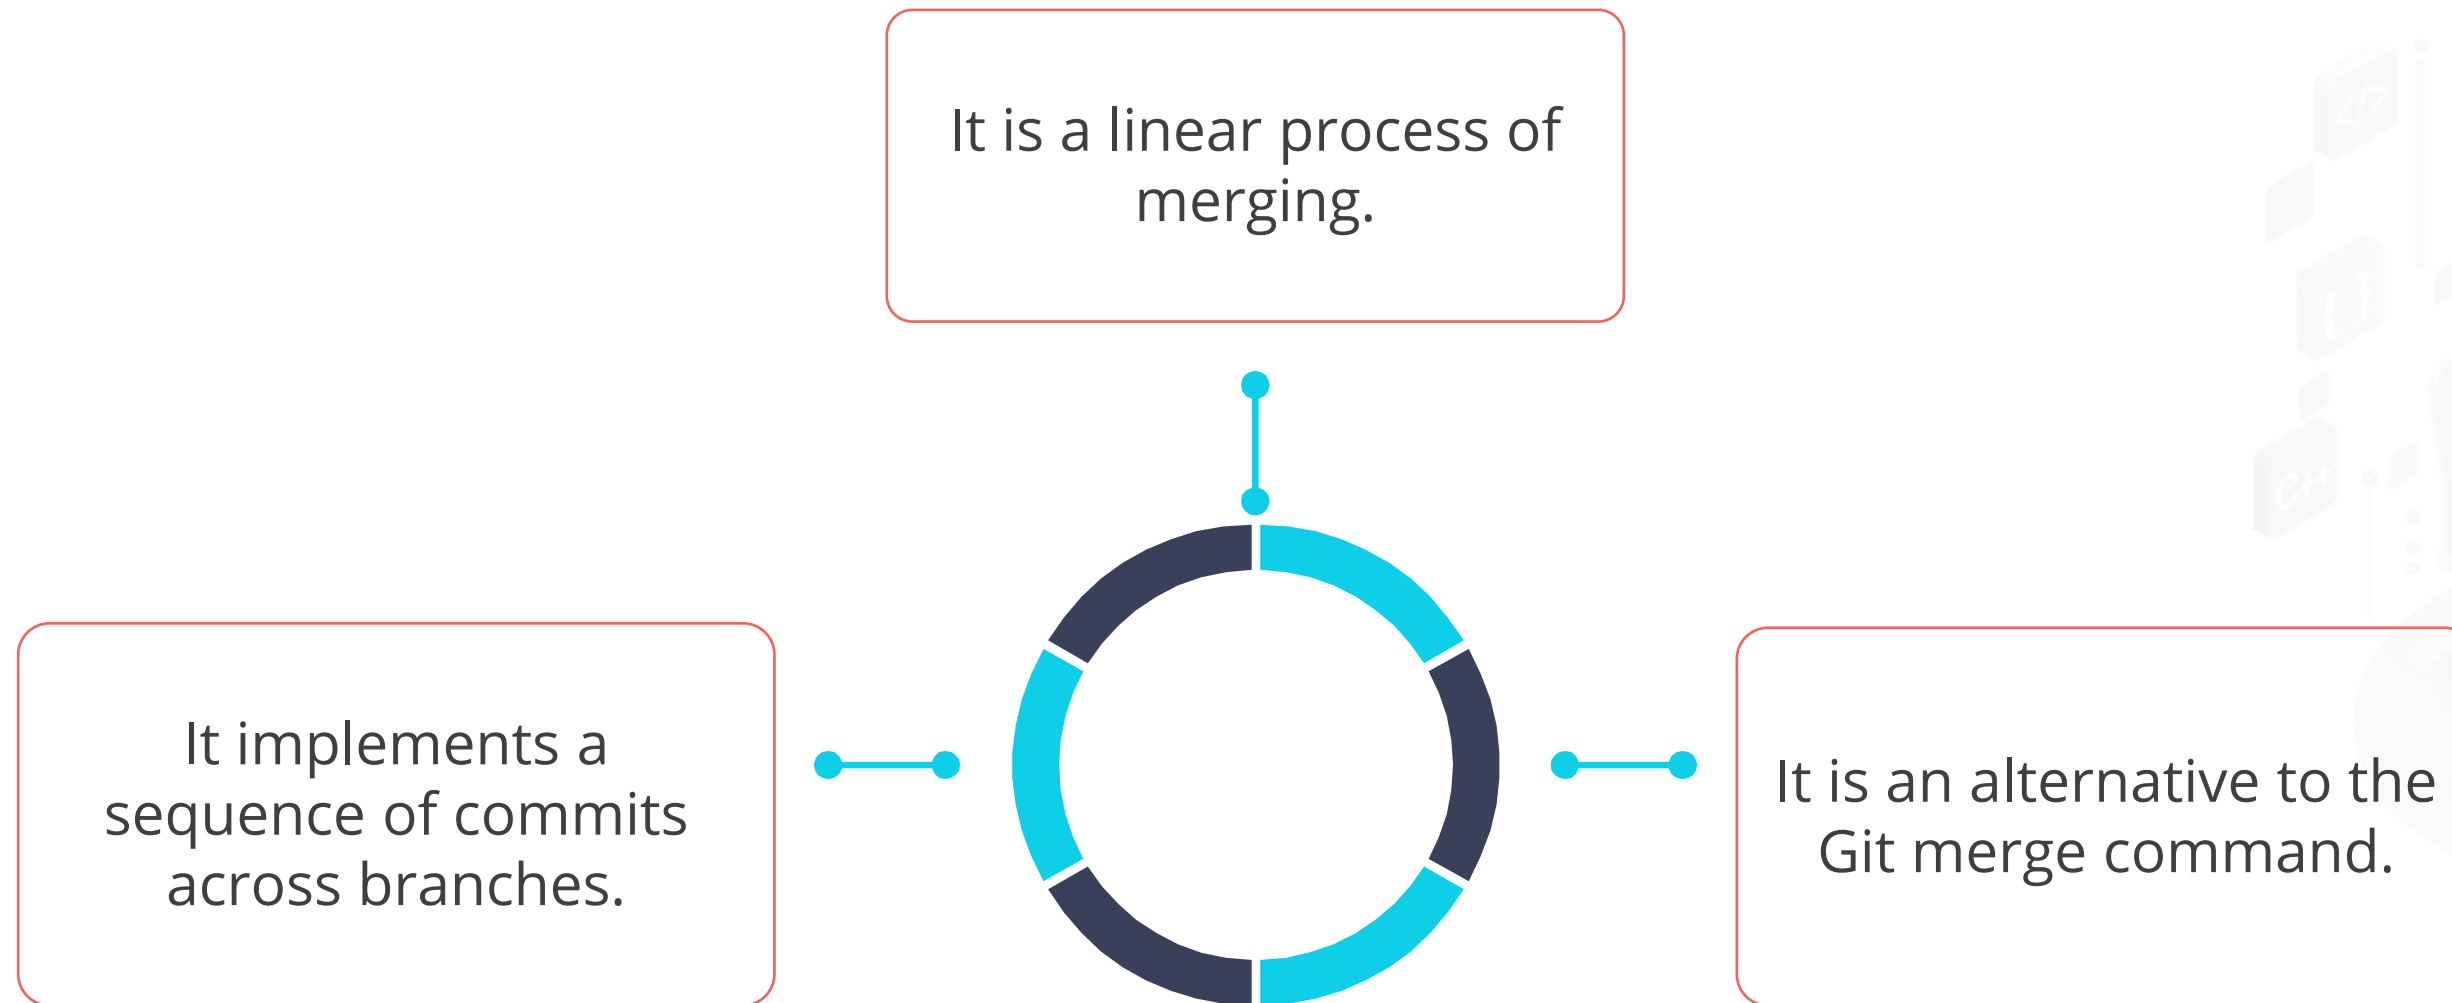 It is a linear process of
merging.
It implements a
sequence of commits
across branches.
It is an alternative to the
Git merge command.
</>
{ }
C++